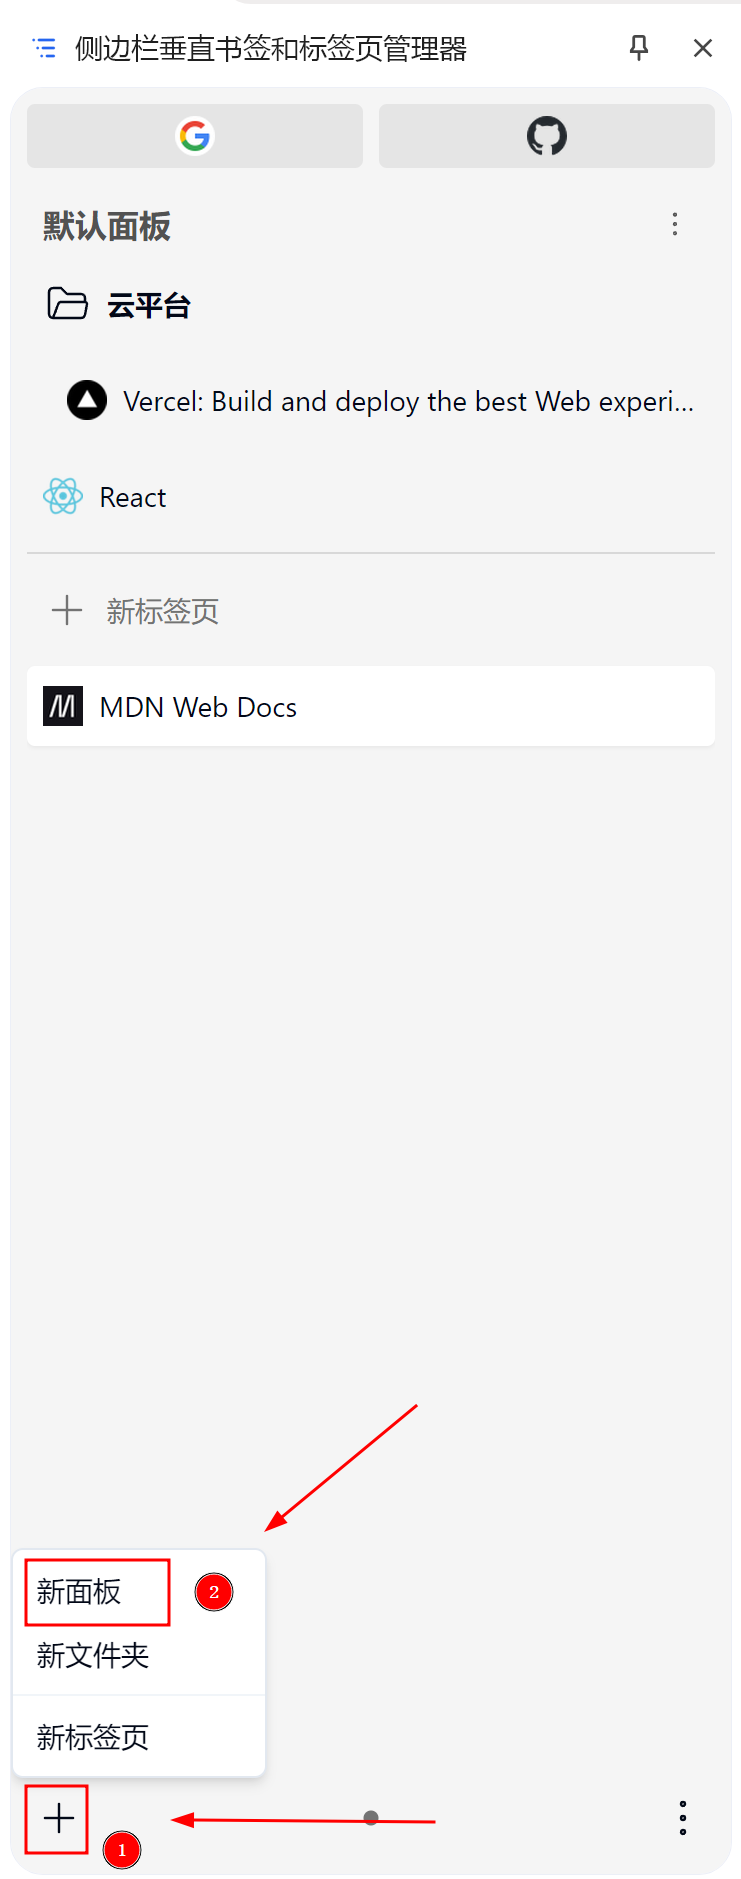 侧边栏垂直书签和标签页管理器
默认面板
云平台
Vercel: Build and deploy the best Web experi...
React
新标签页
MDN Web Docs
新面板
2
新文件夹
新标签页
1